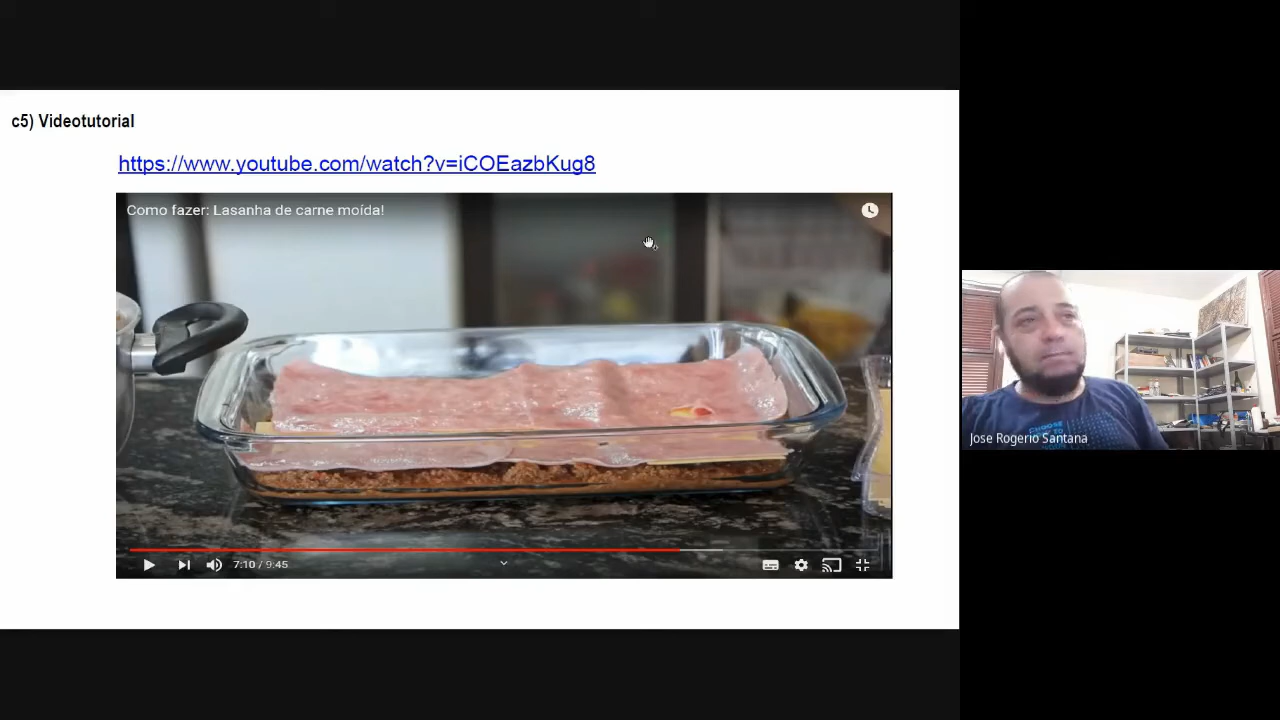 c5) Videotutorial
https://www.youtube.com/watch?v=iCOEazbKug8
Como fazer: Lasanha de carne moída!
7:10 / 9:45
CHOOSE
Jose Rogerio Santana